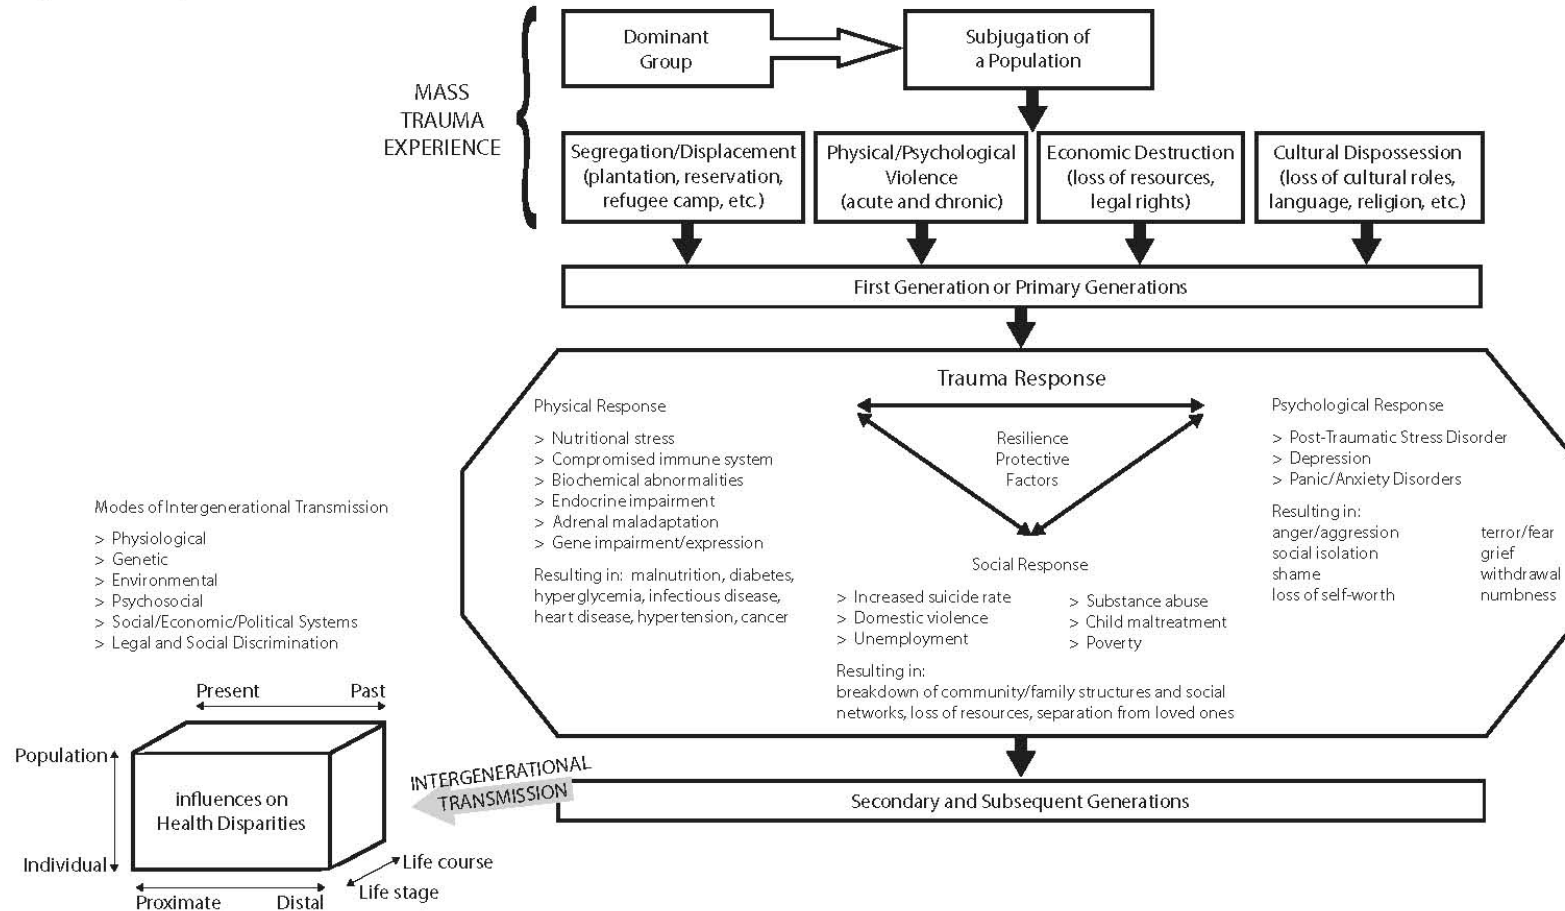 MASS
TRAUMA
EXPERIENCE
Dominant
Group
Subjugation of
a Population
Segregation/Displacement
(plantation, reservation,
refugee camp, etc.)
Physical/Psychological
Violence
(acute and chronic)
Economic Destruction
(loss of resources,
legal rights)
Cultural Dispossession
(loss of cultural roles,
language, religion, etc.)
First Generation or Primary Generations
Trauma Response
Physical Response
> Nutritional stress
> Compromised immune system
> Biochemical abnormalities
> Endocrine impairment
> Adrenal maladaptation
> Gene impairment/expression
Resulting in: malnutrition, diabetes,
hyperglycemia, infectious disease,
heart disease, hypertension, cancer
Resilience
Protective
Factors
Psychological Response
> Post-Traumatic Stress Disorder
> Depression
> Panic/Anxiety Disorders
Resulting in:
anger/aggression terror/fear
social isolation grief
shame withdrawal
loss of self-worth numbness
Social Response
> Increased suicide rate > Substance abuse
> Domestic violence > Child maltreatment
> Unemployment > Poverty
Resulting in:
breakdown of community/family structures and social
networks, loss of resources, separation from loved ones
Secondary and Subsequent Generations
INTERGENERATIONAL
TRANSMISSION
Modes of Intergenerational Transmission
> Physiological
> Genetic
> Environmental
> Psychosocial
> Social/Economic/Political Systems
> Legal and Social Discrimination
Present Past
Population
influences on
Health Disparities
Individual
Life course
Life stage
Proximate Distal